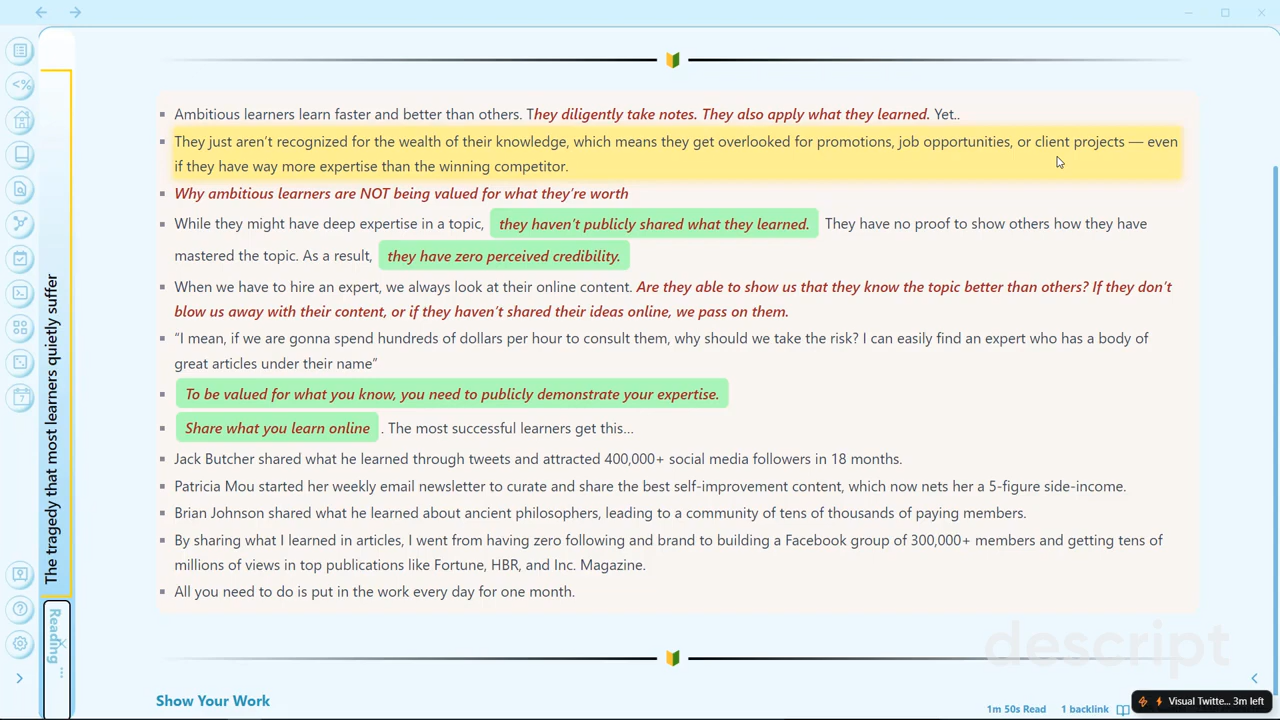 Ambitious learners learn faster and better than others. They diligently take notes. They also apply what they learned. Yet..
They just aren't recognized for the wealth of their knowledge, which means they get overlooked for promotions, job opportunities, or client projects — even
if they have way more expertise than the winning competitor.
Why ambitious learners are NOT being valued for what they're worth
While they might have deep expertise in a topic, they haven't publicly shared what they learned. They have no proof to show others how they have
mastered the topic. As a result, they have zero perceived credibility.
When we have to hire an expert, we always look at their online content. Are they able to show us that they know the topic better than others? If they don't
blow us away with their content, or if they haven't shared their ideas online, we pass on them.
“I mean, if we are gonna spend hundreds of dollars per hour to consult them, why should we take the risk? I can easily find an expert who has a body of
great articles under their name”
To be valued for what you know, you need to publicly demonstrate your expertise.
Share what you learn online . The most successful learners get this…
Jack Butcher shared what he learned through tweets and attracted 400,000+ social media followers in 18 months.
Patricia Mou started her weekly email newsletter to curate and share the best self-improvement content, which now nets her a 5-figure side-income.
Brian Johnson shared what he learned about ancient philosophers, leading to a community of tens of thousands of paying members.
By sharing what I learned in articles, I went from having zero following and brand to building a Facebook group of 300,000+ members and getting tens of
millions of views in top publications like Fortune, HBR, and Inc. Magazine.
All you need to do is put in the work every day for one month.
Show Your Work
The tragedy that most learners quietly suffer
Reading ...
descript
1m 50s Read 1 backlink
Visual Twitte... 3m left
<%
7